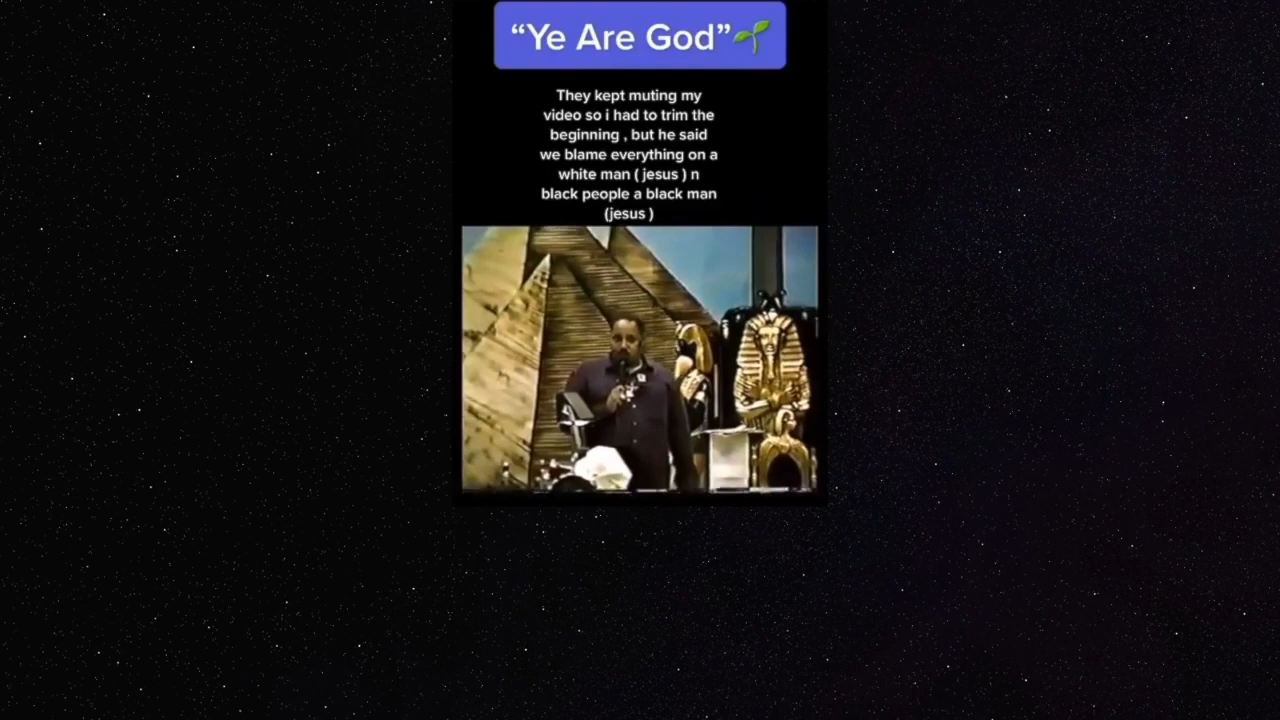 “Ye Are God”🌱
They kept muting my
video so i had to trim the
beginning , but he said
we blame everything on a
white man ( jesus ) n
black people a black man
(jesus )